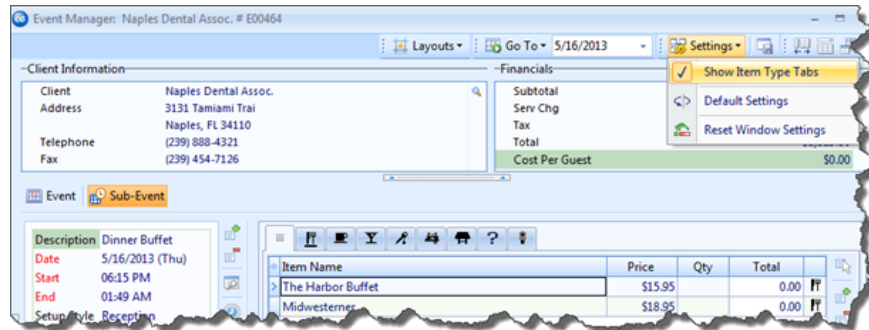 Event Manager: Naples Dental Assoc. # E00464
Layouts Go To 5/16/2013 Settings
Client Information
Client Naples Dental Assoc.
Address 3131 Tamiami Trai
Naples, FL 34110
Telephone (239) 888-4321
Fax (239) 454-7126
Financials
Subtotal
Serv Chg
Tax
Total
Cost Per Guest $0.00
Show Item Type Tabs
Default Settings
Reset Window Settings
Event Sub-Event
Description Dinner Buffet
Date 5/16/2013 (Thu)
Start 06:15 PM
End 01:49 AM
Setup Style Reception
Item Name Price Qty Total
The Harbor Buffet $15.95 0.00
Midwesterner $18.95 0.00